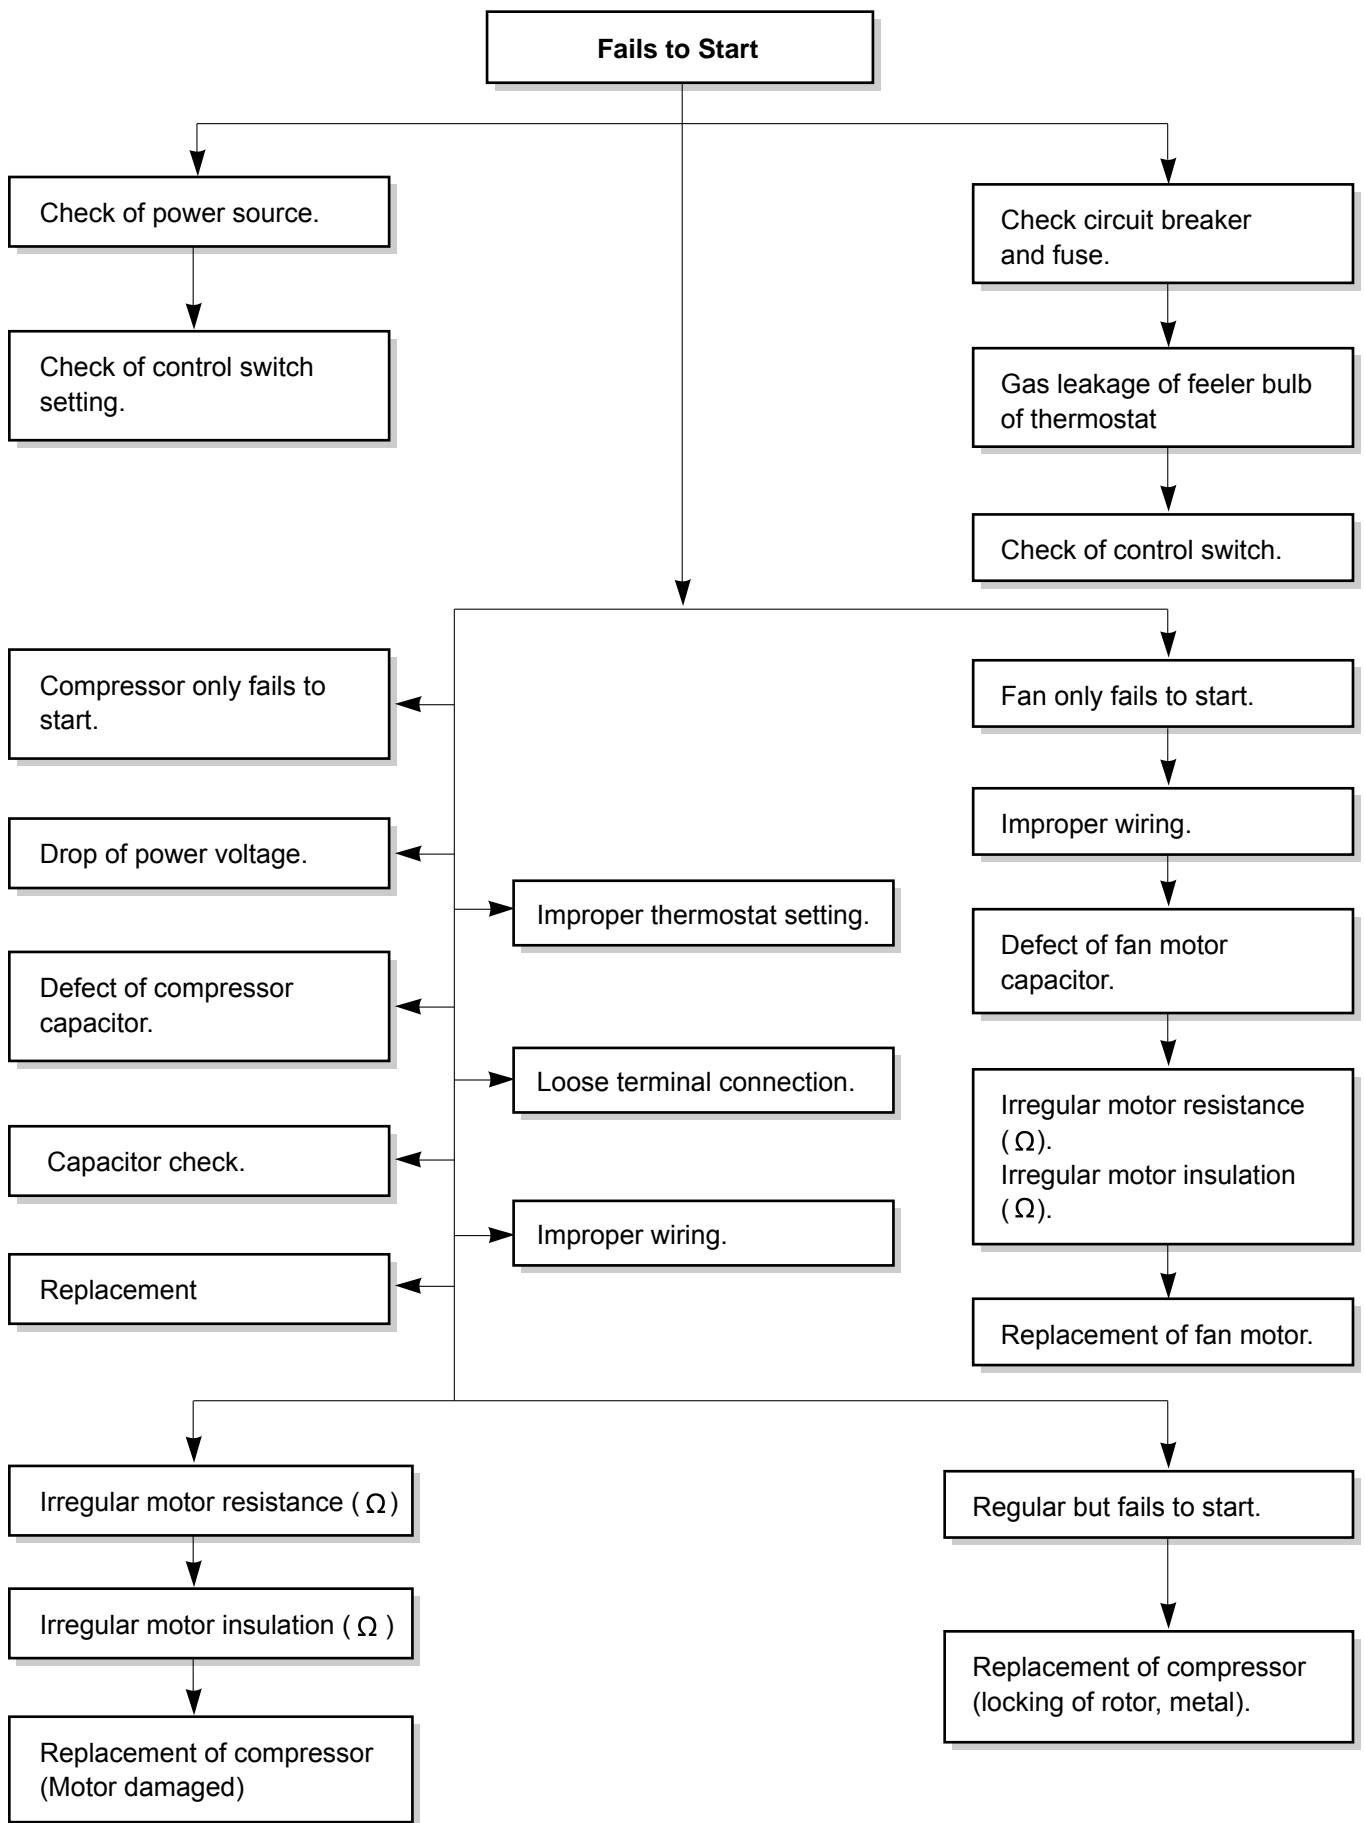 Fails to Start
Check of power source.
Check circuit breaker
and fuse.
Check of control switch
setting.
Gas leakage of feeler bulb
of thermostat
Check of control switch.
Compressor only fails to
start.
Fan only fails to start.
Drop of power voltage.
Improper wiring.
Improper thermostat setting.
Defect of compressor
capacitor.
Defect of fan motor
capacitor.
Loose terminal connection.
Irregular motor resistance
(Ω).
Irregular motor insulation
(Ω).
Capacitor check.
Improper wiring.
Replacement
Replacement of fan motor.
Irregular motor resistance (Ω)
Regular but fails to start.
Irregular motor insulation (Ω)
Replacement of compressor
(locking of rotor, metal).
Replacement of compressor
(Motor damaged)